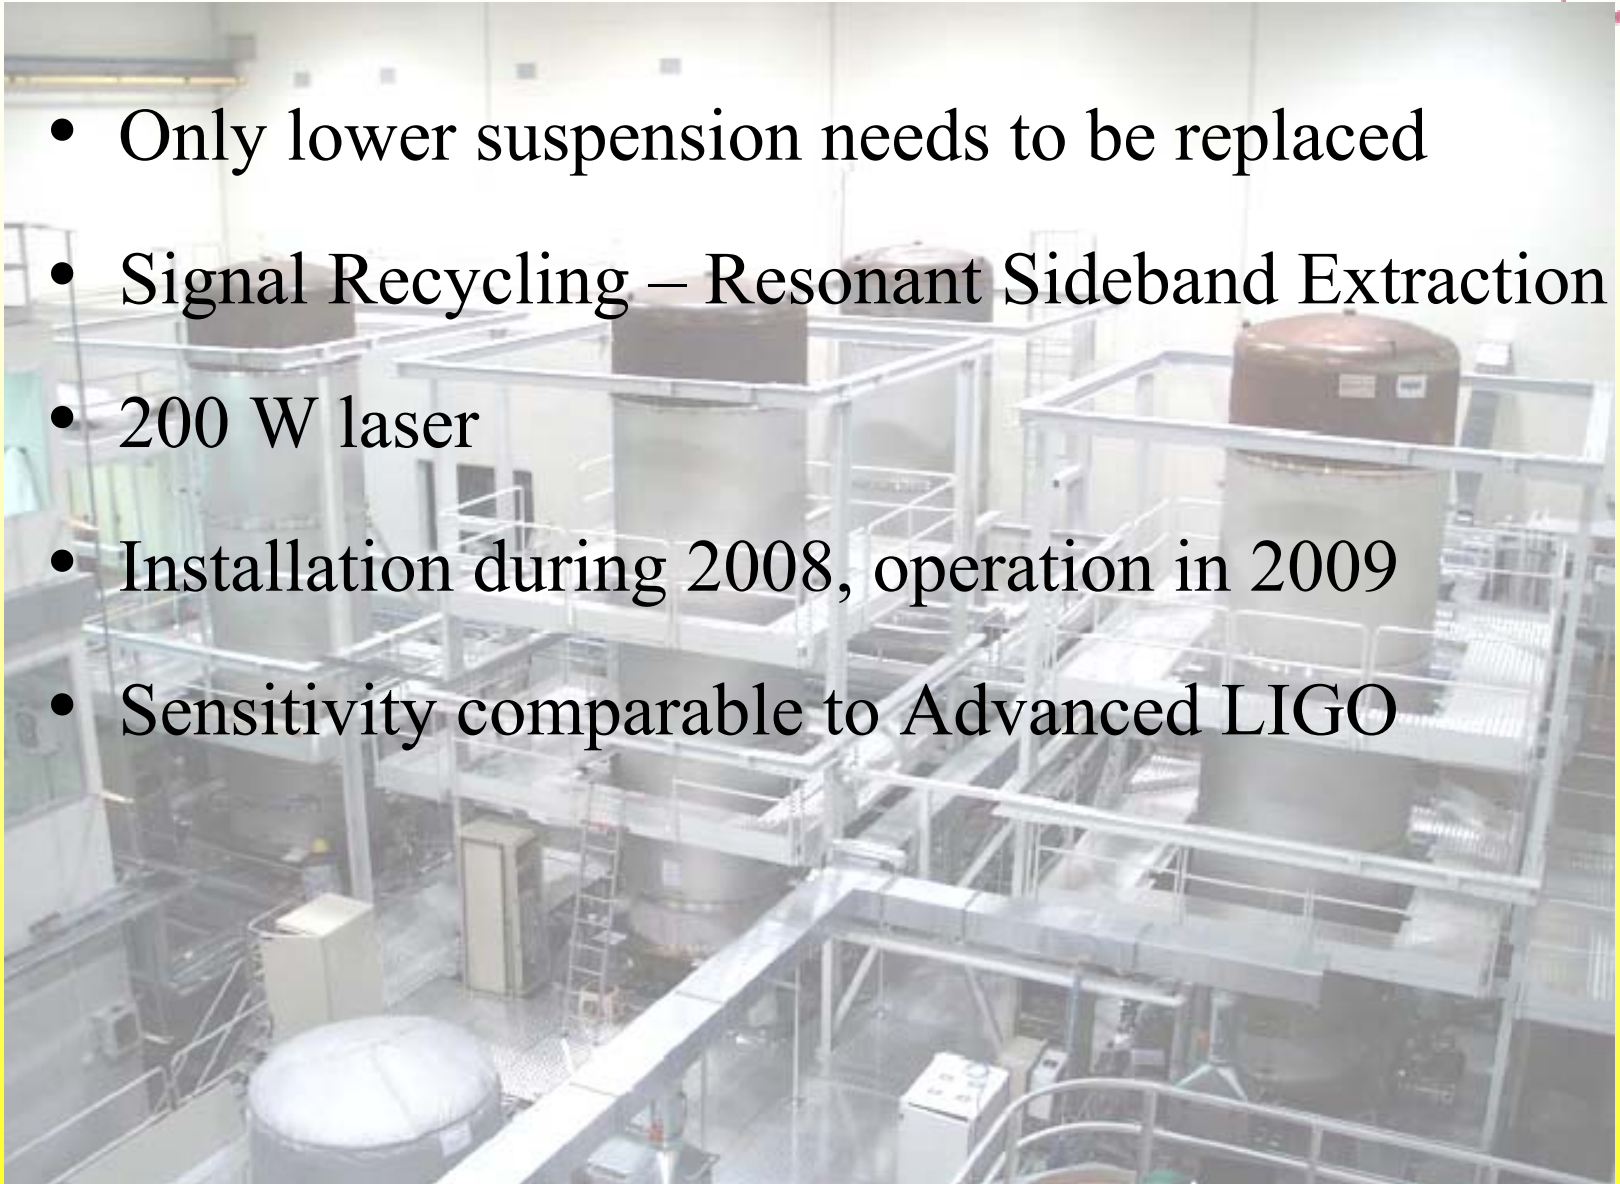 • Only lower suspension needs to be replaced
• Signal Recycling – Resonant Sideband Extraction
• 200 W laser
• Installation during 2008, operation in 2009
• Sensitivity comparable to Advanced LIGO